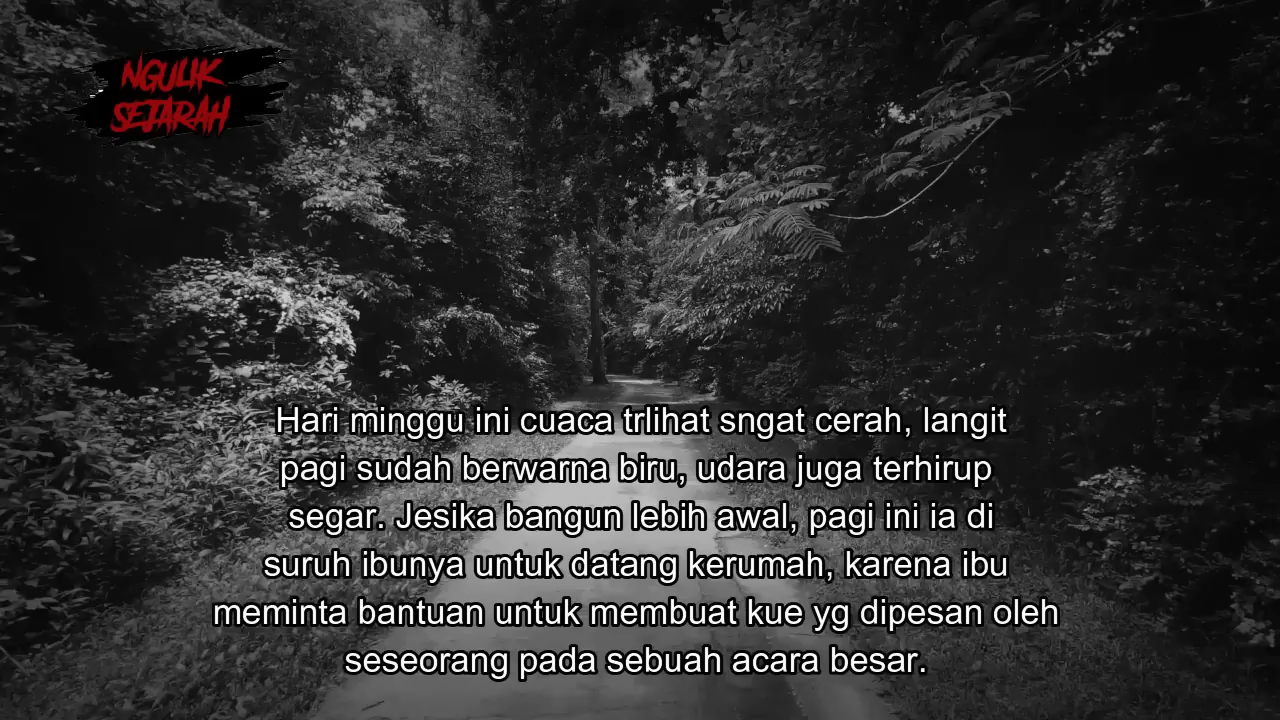 NGULIK
SEJARAH
Hari minggu ini cuaca trlihat sngat cerah, langit
pagi sudah berwarna biru, udara juga terhirup
segar. Jesika bangun lebih awal, pagi ini ia di
suruh ibunya untuk datang kerumah, karena ibu
meminta bantuan untuk membuat kue yg dipesan oleh
seseorang pada sebuah acara besar.